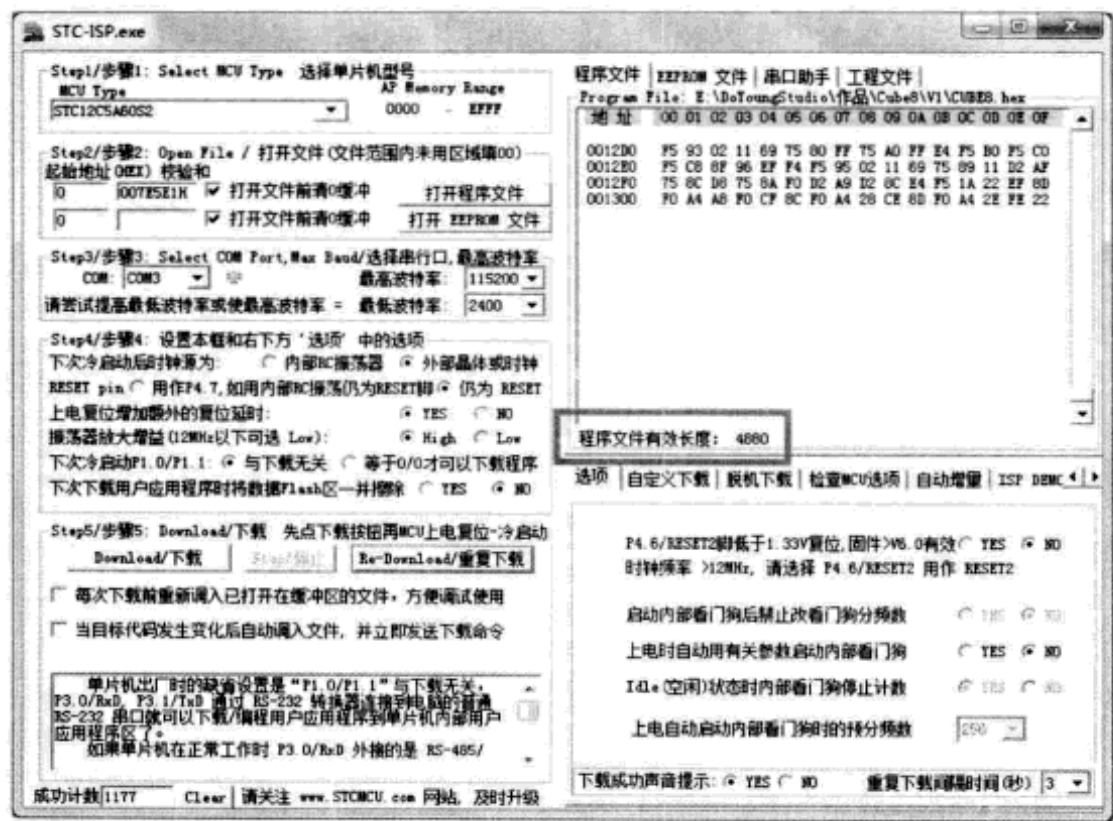 STC-ISP.exe
Step1/步骤1: Select MCU Type 选择单片机型号
MCU Type AP Memory Range
STC12C5A60S2 0000 - EFFF
Step2/步骤2: Open File / 打开文件(文件范围内未用区域填00)
起始地址(HEX) 校验和
0 007E5E1H 打开文件前清0缓冲 打开程序文件
0 打开文件前清0缓冲 打开 EEPROM 文件
Step3/步骤3: Select COM Port,Max Baud/选择串行口,最高波特率
COM: COM3 最高波特率: 115200
请尝试提高最低波特率或使最高波特率 = 最低波特率: 2400
Step4/步骤4: 设置本框和右下方 '选项' 中的选项
下次冷启动后时钟源为: 内部RC振荡器 外部晶体或时钟
RESET pin 用作P4.7,如用内部RC振荡仍为RESET脚 仍为 RESET
上电复位增加额外的复位延时: YES NO
振荡器放大增益(12MHz以下可选 Low): High Low
下次冷启动P1.0/P1.1: 与下载无关 等于0/0才可以下载程序
下次下载用户应用程序时将数据Flash区一并擦除 YES NO
Step5/步骤5: Download/下载 先点下载按钮再MCU上电复位-冷启动
Download/下载 Stop/停止 Re-Download/重复下载
每次下载前重新调入已打开在缓冲区的文件,方便调试使用
当目标代码发生变化后自动调入文件,并立即发送下载命令
单片机出厂时的缺省设置是 "P1.0/P1.1" 与下载无关,
P3.0/RxD, P3.1/TxD 通过 RS-232 转换器连接到电脑的普通
RS-232 串口就可以下载/编程用户应用程序到单片机内部用户
应用程序区了。
如果单片机在正常工作时 P3.0/RxD 外接的是 RS-485/
成功计数 1177 Clear 请关注 www.STCMCU.com 网站, 及时升级
程序文件 EEPROM 文件 串口助手 工程文件
Program File: E:\DoYoungStudio\作品\Cube8\V1\CUBE8.hex
地 址 00 01 02 03 04 05 06 07 08 09 0A 0B 0C 0D 0E 0F
0012D0 F5 93 02 11 69 75 80 FF 75 A0 FF E4 F5 B0 F5 C0
0012E0 F5 C8 8F 96 EF F4 F5 95 02 11 69 75 89 11 D2 AF
0012F0 75 8C D8 75 8A F0 D2 A9 D2 8C E4 F5 1A 22 EF 8D
001300 F0 A4 A8 F0 CF 8C F0 A4 28 CE 8D F0 A4 2E FE 22
程序文件有效长度: 4880
选项 自定义下载 脱机下载 检查MCU选项 自动增量 ISP DEMC
P4.6/RESET2脚低于1.33V复位,固件>V6.0有效 YES NO
时钟频率 >12MHz, 请选择 P4.6/RESET2 用作 RESET2
启动内部看门狗后禁止改看门狗分频数 YES NO
上电时自动用有关参数启动内部看门狗 YES NO
Idle(空闲)状态时内部看门狗停止计数 YES NO
上电自动启动内部看门狗时的预分频数 256
下载成功声音提示: YES NO 重复下载间隔时间(秒) 3